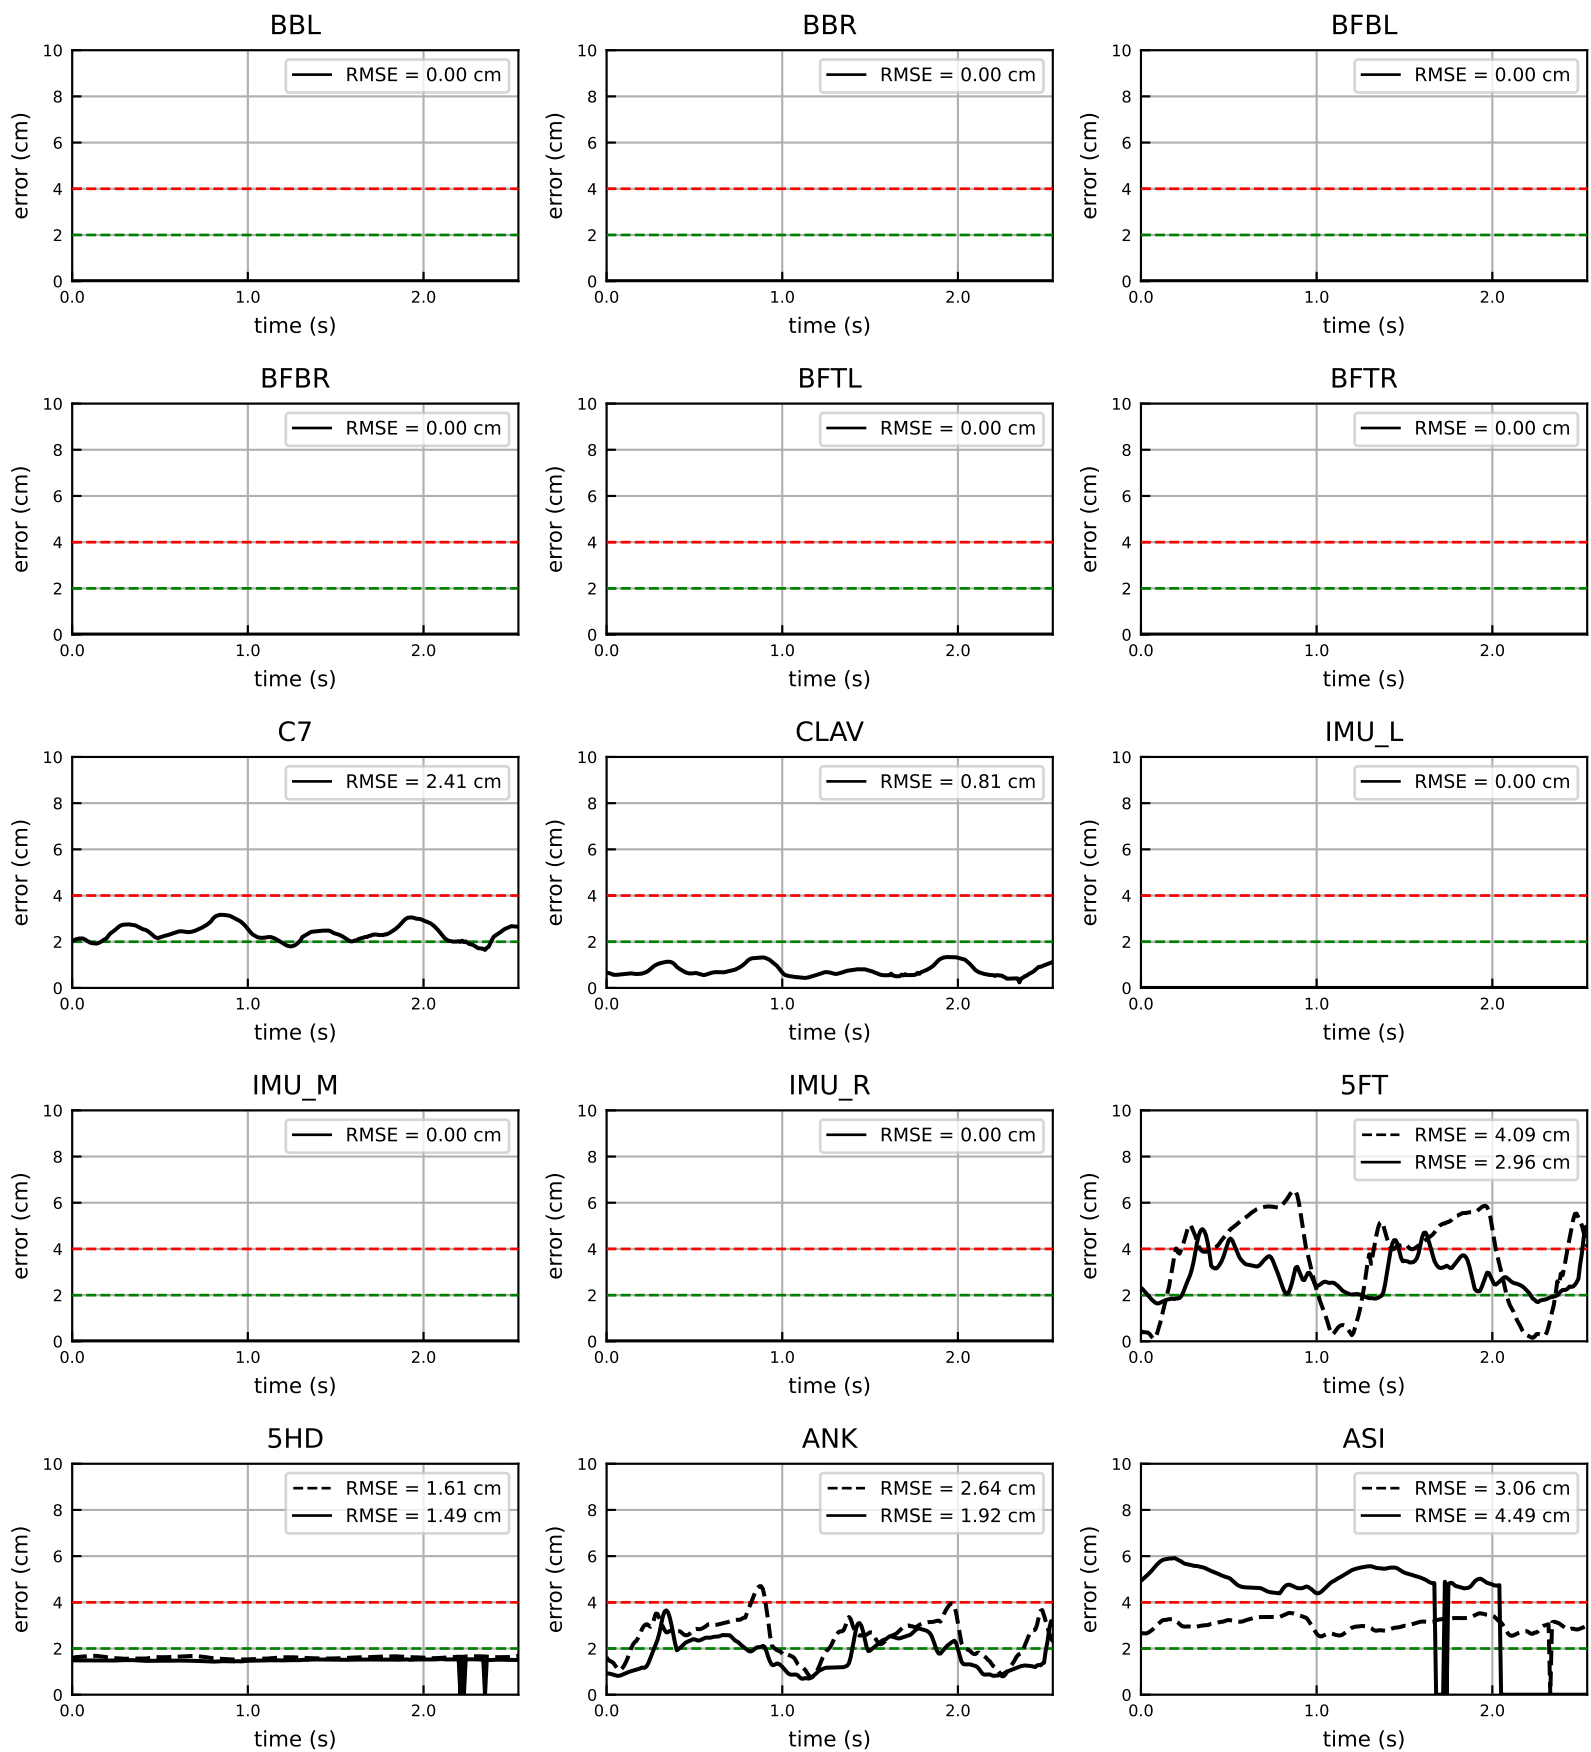 BBL
BBR
BFBL
RMSE = 0.00 cm
RMSE = 0.00 cm
RMSE = 0.00 cm
error (cm)
10
8
6
4
2
0
0.0 1.0 2.0
time (s)
error (cm)
10
8
6
4
2
0
0.0 1.0 2.0
time (s)
error (cm)
10
8
6
4
2
0
0.0 1.0 2.0
time (s)
BFBR
BFTL
BFTR
RMSE = 0.00 cm
RMSE = 0.00 cm
RMSE = 0.00 cm
error (cm)
10
8
6
4
2
0
0.0 1.0 2.0
time (s)
error (cm)
10
8
6
4
2
0
0.0 1.0 2.0
time (s)
error (cm)
10
8
6
4
2
0
0.0 1.0 2.0
time (s)
C7
CLAV
IMU_L
RMSE = 2.41 cm
RMSE = 0.81 cm
RMSE = 0.00 cm
error (cm)
10
8
6
4
2
0
0.0 1.0 2.0
time (s)
error (cm)
10
8
6
4
2
0
0.0 1.0 2.0
time (s)
error (cm)
10
8
6
4
2
0
0.0 1.0 2.0
time (s)
IMU_M
IMU_R
5FT
RMSE = 0.00 cm
RMSE = 0.00 cm
RMSE = 4.09 cm
RMSE = 2.96 cm
error (cm)
10
8
6
4
2
0
0.0 1.0 2.0
time (s)
error (cm)
10
8
6
4
2
0
0.0 1.0 2.0
time (s)
error (cm)
10
8
6
4
2
0
0.0 1.0 2.0
time (s)
5HD
ANK
ASI
RMSE = 1.61 cm
RMSE = 1.49 cm
RMSE = 2.64 cm
RMSE = 1.92 cm
RMSE = 3.06 cm
RMSE = 4.49 cm
error (cm)
10
8
6
4
2
0
0.0 1.0 2.0
time (s)
error (cm)
10
8
6
4
2
0
0.0 1.0 2.0
time (s)
error (cm)
10
8
6
4
2
0
0.0 1.0 2.0
time (s)